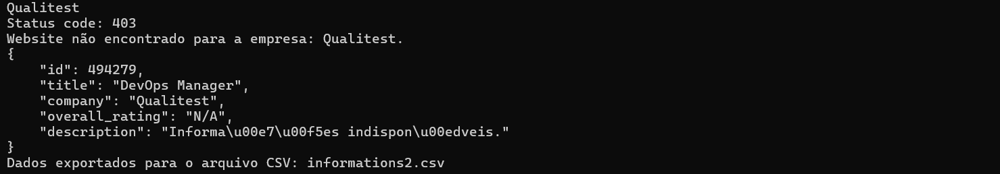 Qualitest
Status code: 403
Website não encontrado para a empresa: Qualitest.
{
    "id": 494279,
    "title": "DevOps Manager",
    "company": "Qualitest",
    "overall_rating": "N/A",
    "description": "Informa\u00e7\u00f5es indispon\u00edveis."
}
Dados exportados para o arquivo CSV: informations2.csv